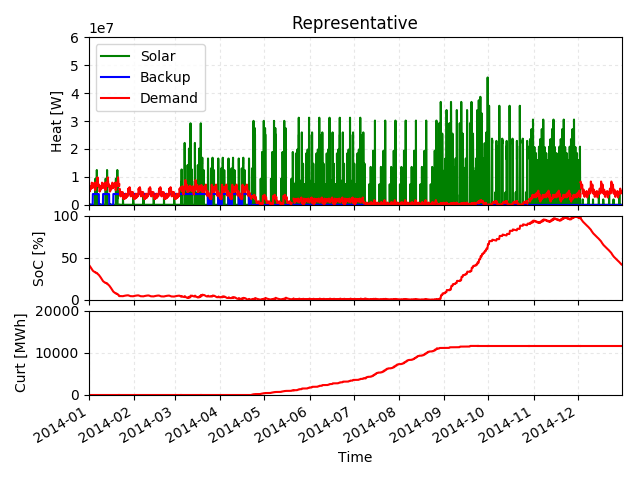 Representative
1e7
6
5
4
3
2
1
0
Heat [W]
Solar
Backup
Demand
100
50
0
SoC [%]
20000
10000
0
Curt [MWh]
2014-01
2014-02
2014-03
2014-04
2014-05
2014-06
2014-07
2014-08
2014-09
2014-10
2014-11
2014-12
Time